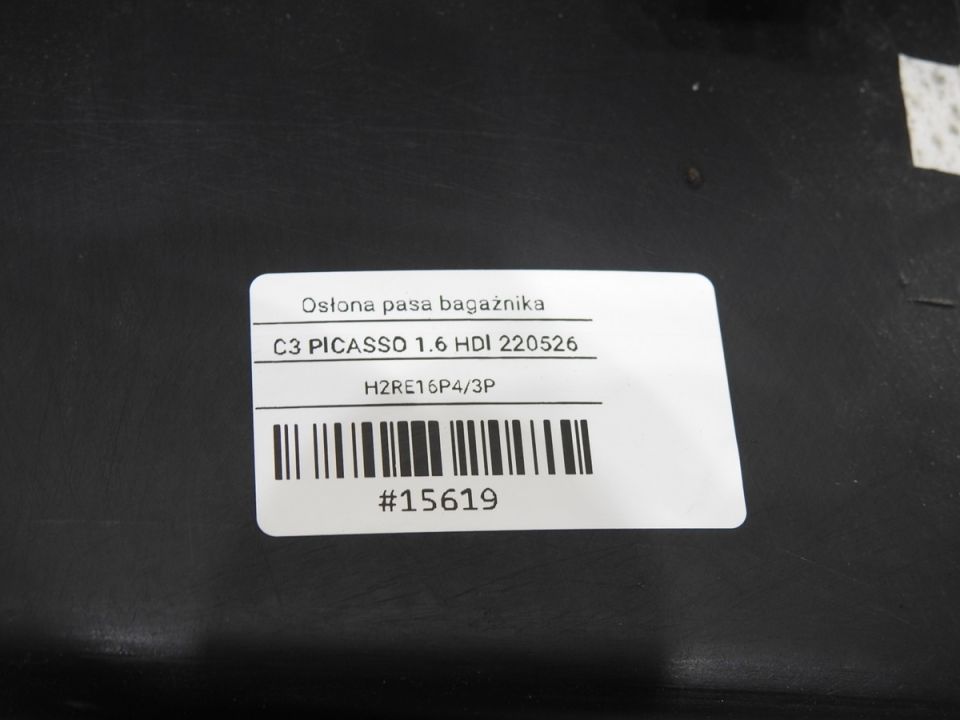 Osłona pasa bagażnika
C3 PICASSO 1.6 HDI 220526
H2RE16P4/3P
#15619